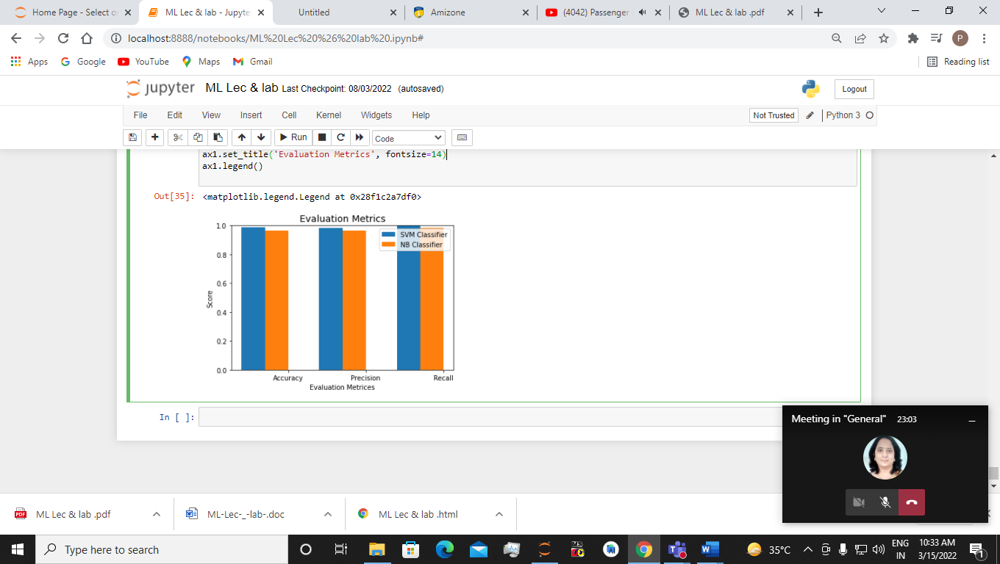 Home Page - Select o
ML Lec & lab - Jupyte
Untitled
Amizone
(4042) Passenger
ML Lec & lab .pdf
localhost:8888/notebooks/ML%20Lec%20%26%20lab%20.ipynb#
P
Apps
Google
YouTube
Maps
Gmail
Reading list
jupyter
ML Lec & lab Last Checkpoint: 08/03/2022 (autosaved)
Logout
File Edit View Insert Cell Kernel Widgets Help
Not Trusted
Python 3
Run
Code
ax1.set_title('Evaluation Metrics', fontsize=14)
ax1.legend()
Out[35]: <matplotlib.legend.Legend at 0x28f1c2a7df0>
Evaluation Metrics
1.0
0.8
0.6
0.4
0.2
0.0
Score
SVM Classifier
NB Classifier
Accuracy Precision Recall
Evaluation Metrices
In [ ]:
Meeting in "General" 23:03
ML Lec & lab .pdf
ML-Lec-_-lab-.doc
ML Lec & lab .html
Type here to search
35°C
ENG
IN
10:33 AM
3/15/2022
1